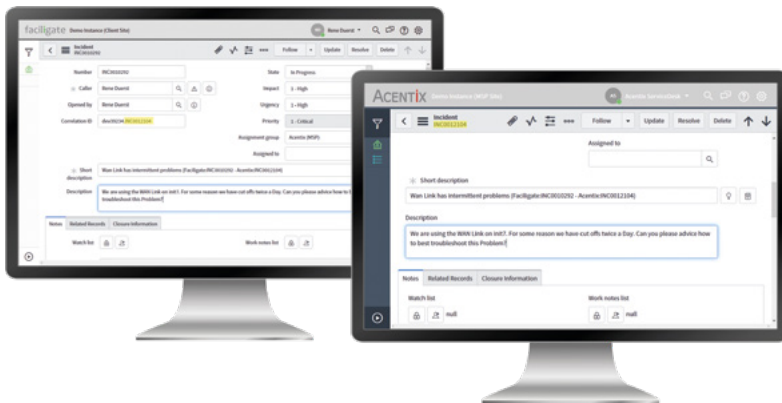 faciligate Demo Instance (Client Site)
Rene Duerst
Incident
INC0010292
Follow Update Resolve Delete
Number INC0010292
State In Progress
Caller Rene Duerst
Impact 1 - High
Opened by Rene Duerst
Urgency 1 - High
Correlation ID INC0012104
Priority 1 - Critical
Assignment group Acentix (MSP)
Assigned to
Short
description
Wan Link has intermittent problems (Faciligate:INC0010292 - Acentix:INC0012104)
Description
We are using the WAN Link on init7. For some reason we have cut offs twice a Day. Can you please advice how to best
troubleshoot this Problem?
Notes Related Records Closure Information
Watch list
Work notes list
ACENTIX Demo Instance (MSP Site)
Acentix
Incident
INC0012104
Follow Update Resolve Delete
Assigned to
Short description
Wan Link has intermittent problems (Faciligate:INC0010292 - Acentix:INC0012104)
Description
We are using the WAN Link on init7. For some reason we have cut offs twice a Day. Can you please advice how
to best troubleshoot this Problem?
Notes Related Records Closure Information
Watch list
Work notes list
null
null